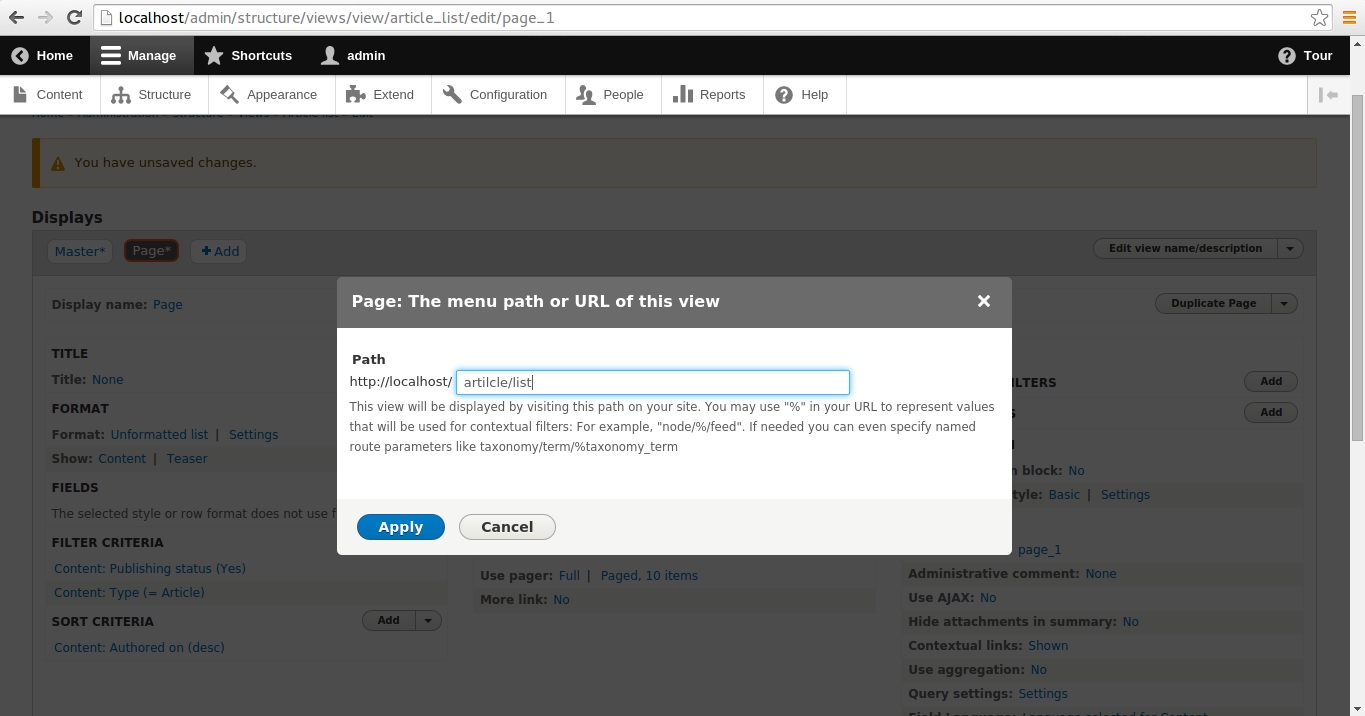 localhost/admin/structure/views/view/article_list/edit/page_1
Home Manage Shortcuts admin Tour
Content Structure Appearance Extend Configuration People Reports Help
You have unsaved changes.
Displays
Master* Page* Add Edit view name/description
Display name: Page Duplicate Page
Page: The menu path or URL of this view
Path
http://localhost/ artilcle/list
This view will be displayed by visiting this path on your site. You may use "%" in your URL to represent values
that will be used for contextual filters: For example, "node/%/feed". If needed you can even specify named
route parameters like taxonomy/term/%taxonomy_term
Apply Cancel
TITLE
Title: None
FORMAT
Format: Unformatted list | Settings
Show: Content | Teaser
FIELDS
The selected style or row format does not use f
FILTER CRITERIA
Content: Publishing status (Yes)
Content: Type (= Article)
SORT CRITERIA Add
Content: Authored on (desc)
Use pager: Full | Paged, 10 items
More link: No
LTERS Add
S Add
block: No
tyle: Basic | Settings
page_1
Administrative comment: None
Use AJAX: No
Hide attachments in summary: No
Contextual links: Shown
Use aggregation: No
Query settings: Settings